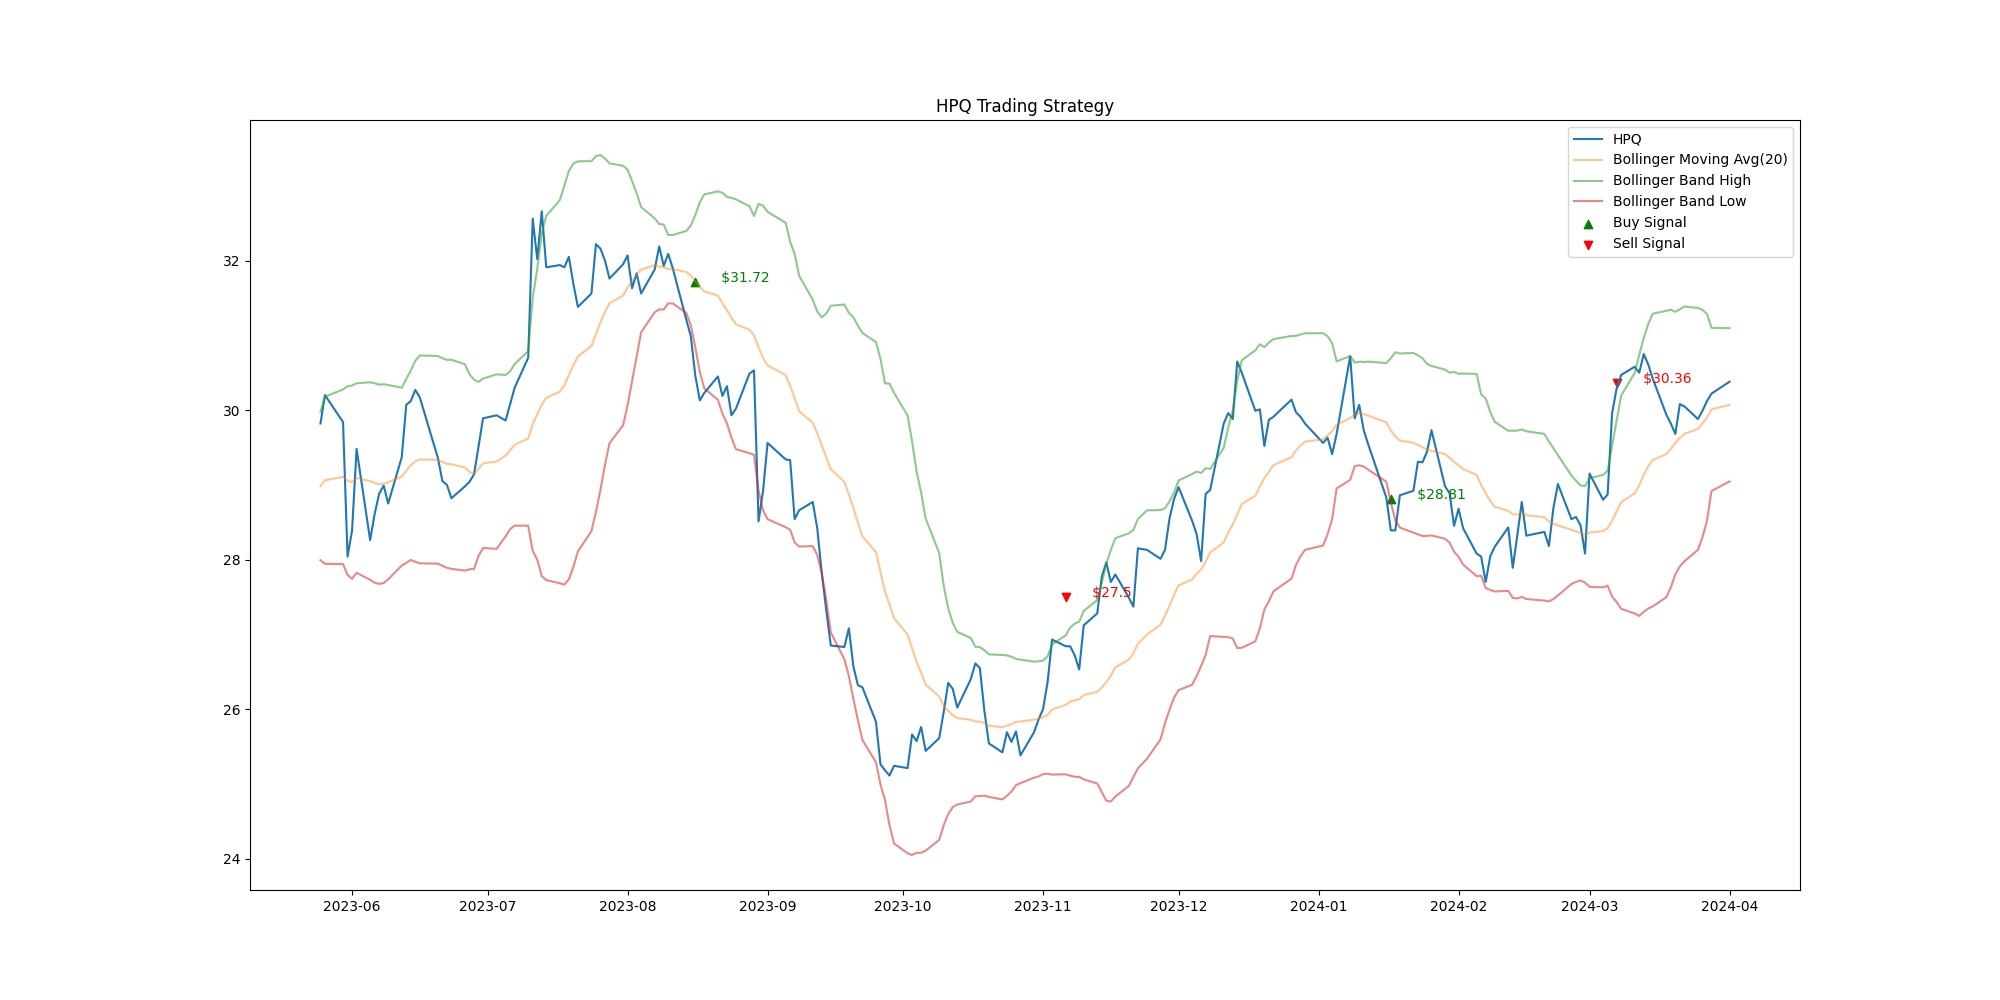 HPQ Trading Strategy
HPQ
Bollinger Moving Avg(20)
Bollinger Band High
Bollinger Band Low
Buy Signal
Sell Signal
32
30
28
26
24
$31.72
$30.36
$28.81
$27.5
2023-06
2023-07
2023-08
2023-09
2023-10
2023-11
2023-12
2024-01
2024-02
2024-03
2024-04